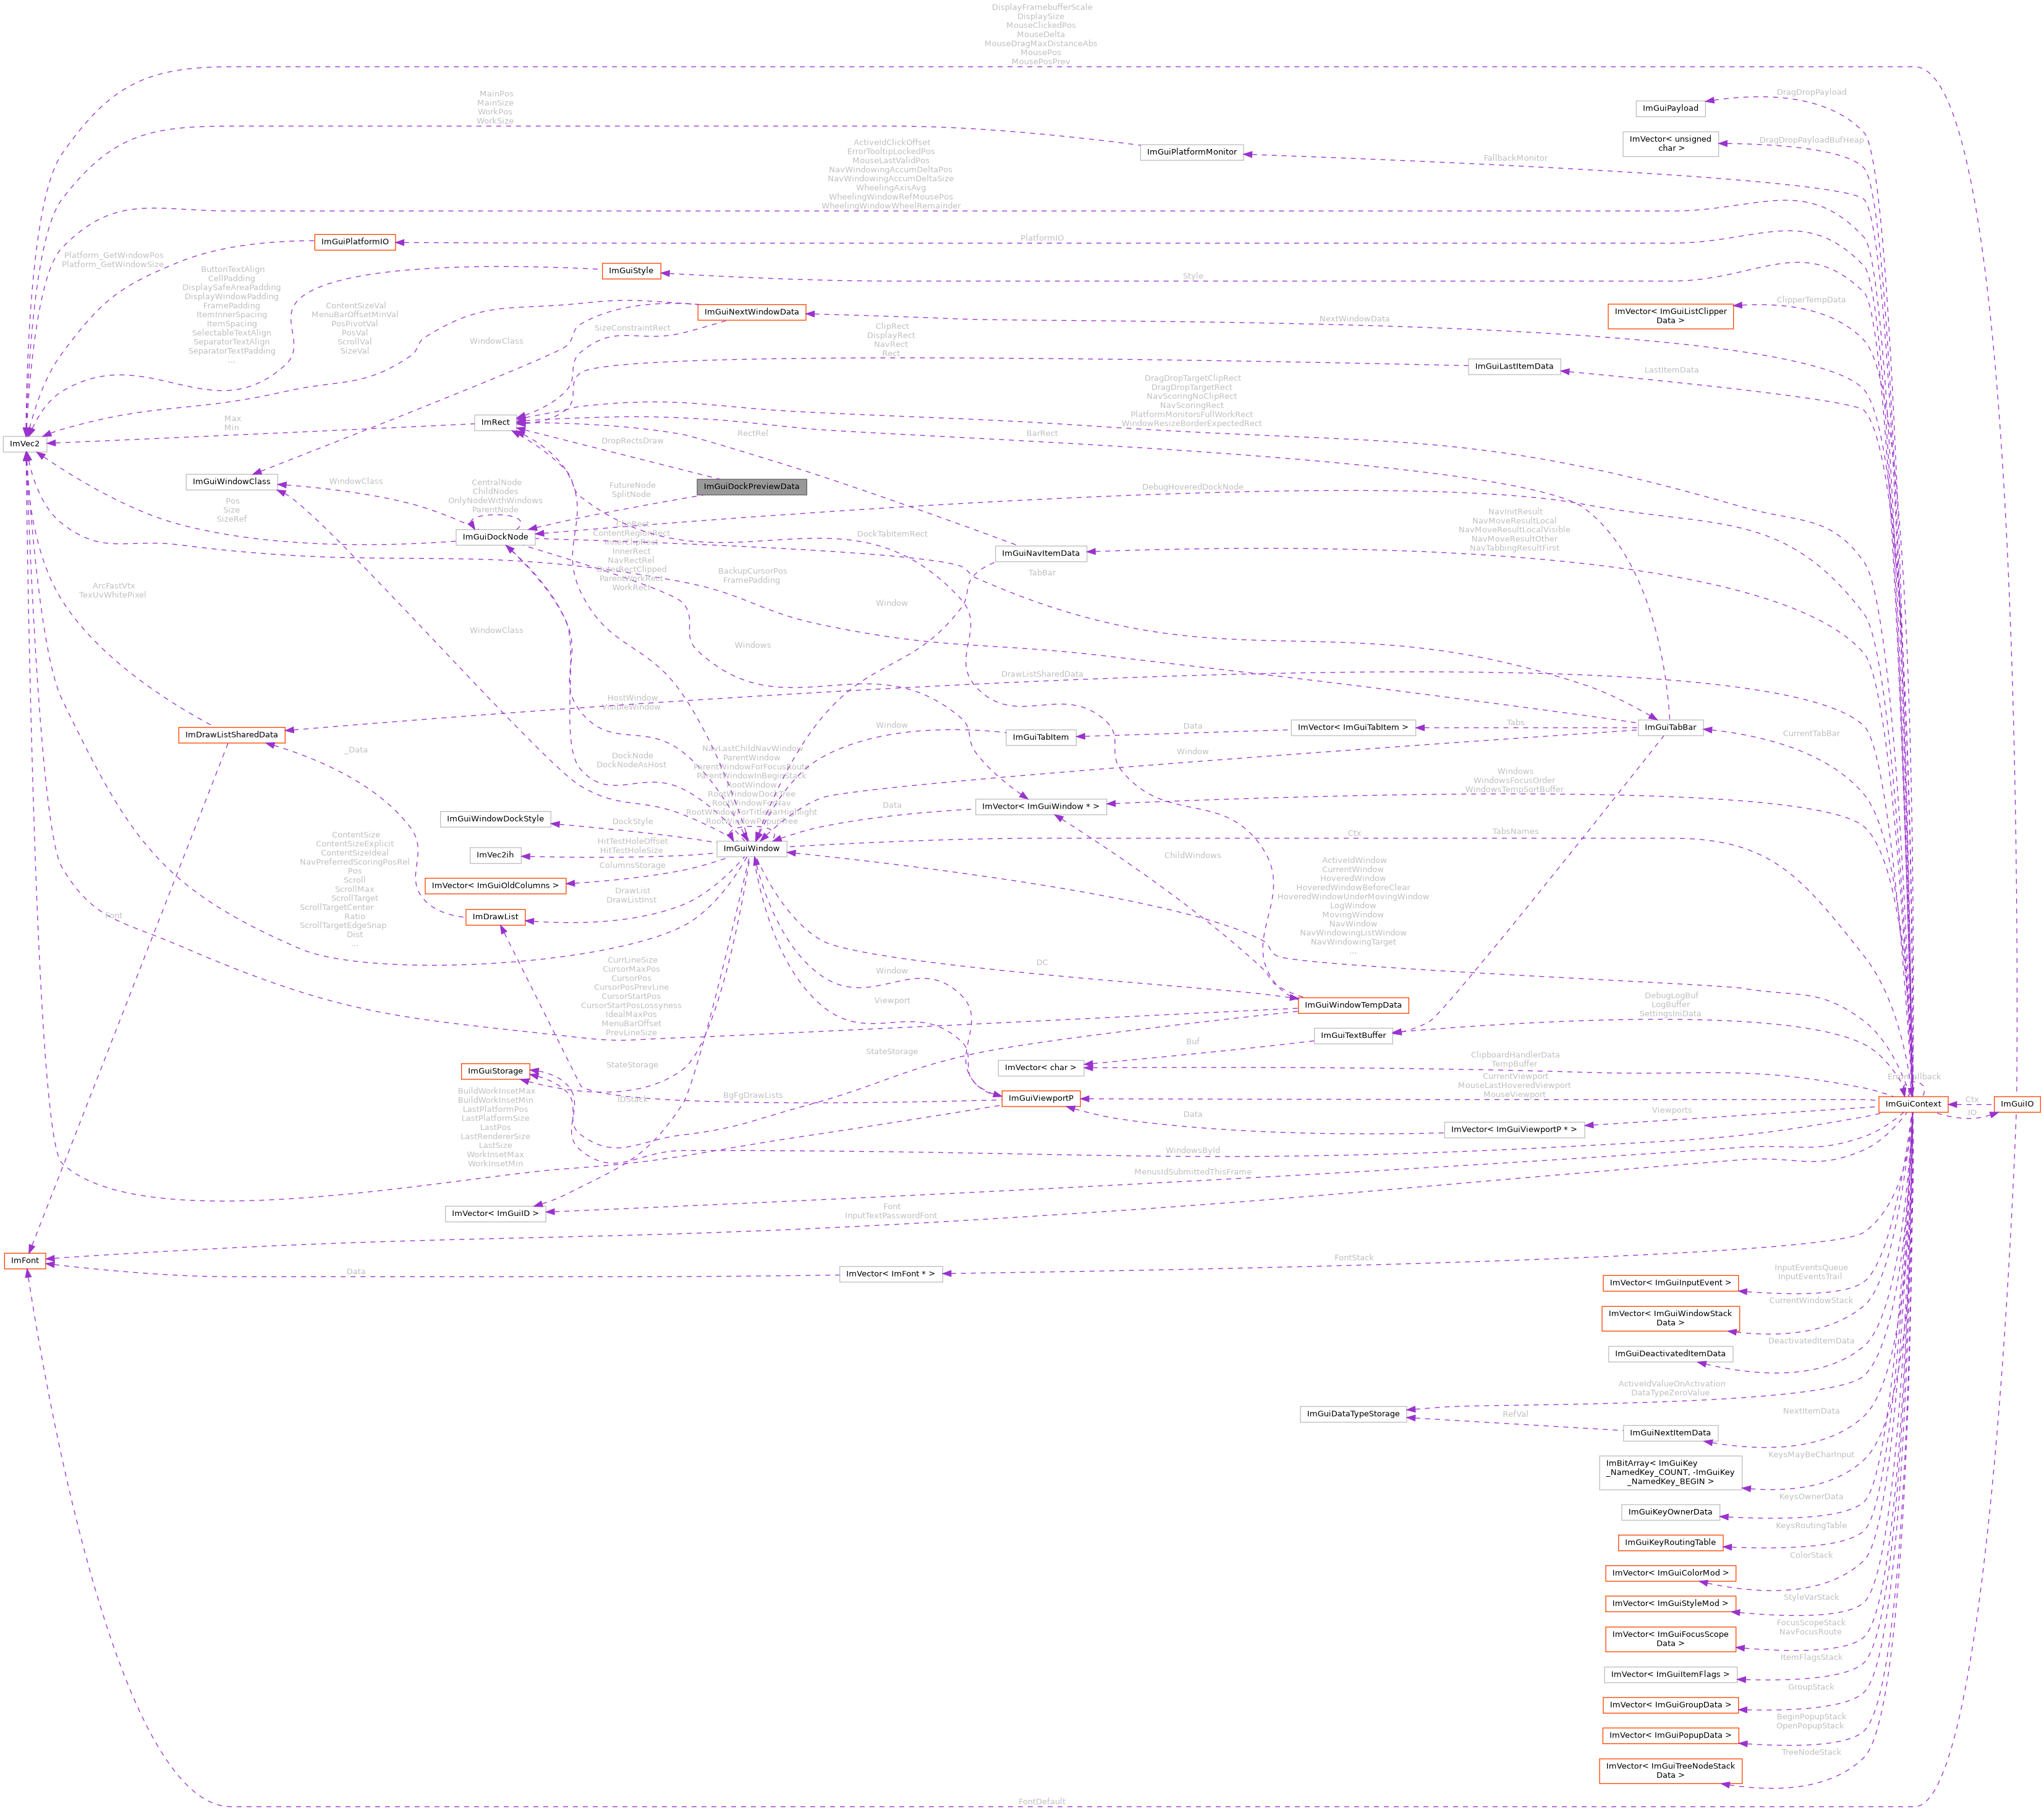 DisplayFramebufferScale
DisplaySize
MouseClickedPos
MouseDelta
MouseDragMaxDistanceAbs
MousePos
MousePosPrev
MainPos
MainSize
WorkPos
WorkSize
ImGuiPayload
DragDropPayload
ImVector< unsigned
char >
DragDropPayloadBufHeap
ImGuiPlatformMonitor
FallbackMonitor
ActiveIdClickOffset
ErrorTooltipLockedPos
MouseLastValidPos
NavWindowingAccumDeltaPos
NavWindowingAccumDeltaSize
WheelingAxisAvg
WheelingWindowRefMousePos
WheelingWindowWheelRemainder
ImGuiPlatformIO
PlatformIO
Platform_GetWindowPos
Platform_GetWindowSize
ImGuiStyle
Style
ButtonTextAlign
CellPadding
DisplaySafeAreaPadding
DisplayWindowPadding
FramePadding
ItemInnerSpacing
ItemSpacing
SelectableTextAlign
SeparatorTextAlign
SeparatorTextPadding
...
ContentSizeVal
MenuBarOffsetMinVal
PosPivotVal
PosVal
ScrollVal
SizeVal
ImGuiNextWindowData
NextWindowData
ImVector< ImGuiListClipper
Data >
ClipperTempData
SizeConstraintRect
WindowClass
ClipRect
DisplayRect
NavRect
Rect
ImGuiLastItemData
LastItemData
DragDropTargetClipRect
DragDropTargetRect
NavScoringNoClipRect
NavScoringRect
PlatformMonitorsFullWorkRect
WindowResizeBorderExpectedRect
ImVec2
Max
Min
ImRect
DropRectsDraw
RectRel
BarRect
ImGuiWindowClass
WindowClass
CentralNode
ChildNodes
OnlyNodeWithWindows
ParentNode
FutureNode
SplitNode
ImGuiDockPreviewData
DebugHoveredDockNode
Pos
Size
SizeRef
ImGuiDockNode
ClipRect
ContentRegionRect
InnerClipRect
InnerRect
NavRectRel
OuterRectClipped
ParentWorkRect
WorkRect
DockTabItemRect
ImGuiNavItemData
NavInitResult
NavMoveResultLocal
NavMoveResultLocalVisible
NavMoveResultOther
NavTabbingResultFirst
ArcFastVtx
TexUvWhitePixel
BackupCursorPos
FramePadding
TabBar
Window
WindowClass
Windows
DrawListSharedData
HostWindow
VisibleWindow
ImDrawListSharedData
_Data
Window
ImGuiTabItem
Data
ImVector< ImGuiTabItem >
Tabs
ImGuiTabBar
CurrentTabBar
DockNode
DockNodeAsHost
NavLastChildNavWindow
ParentWindow
ParentWindowForFocusRoute
ParentWindowInBeginStack
RootWindow
RootWindowDockTree
RootWindowForNav
RootWindowForTitleBarHighlight
RootWindowPopupTree
Window
Windows
WindowsFocusOrder
WindowsTempSortBuffer
Data
ImVector< ImGuiWindow * >
ImGuiWindowDockStyle
DockStyle
ImVec2ih
HitTestHoleOffset
HitTestHoleSize
ImGuiWindow
Ctx
TabsNames
ChildWindows
ImVector< ImGuiOldColumns >
ColumnsStorage
ImDrawList
DrawList
DrawListInst
ActiveIdWindow
CurrentWindow
HoveredWindow
HoveredWindowBeforeClear
HoveredWindowUnderMovingWindow
LogWindow
MovingWindow
NavWindow
NavWindowingListWindow
NavWindowingTarget
...
ContentSize
ContentSizeExplicit
ContentSizeIdeal
NavPreferredScoringPosRel
Pos
Scroll
ScrollMax
ScrollTarget
ScrollTargetCenter
Ratio
ScrollTargetEdgeSnap
Dist
...
Font
CurrLineSize
CursorMaxPos
CursorPos
CursorPosPrevLine
CursorStartPos
CursorStartPosLossyness
IdealMaxPos
MenuBarOffset
PrevLineSize
Window
Viewport
DC
ImGuiWindowTempData
DebugLogBuf
LogBuffer
SettingsIniData
ImGuiTextBuffer
Buf
StateStorage
ImGuiStorage
StateStorage
ImVector< char >
ClipboardHandlerData
TempBuffer
ErrorCallback
BuildWorkInsetMax
BuildWorkInsetMin
LastPlatformPos
LastPlatformSize
LastPos
LastRendererSize
LastSize
WorkInsetMax
WorkInsetMin
IDStack
BgFgDrawLists
ImGuiViewportP
CurrentViewport
MouseLastHoveredViewport
MouseViewport
ImGuiContext
Ctx
IO
ImGuiIO
Data
ImVector< ImGuiViewportP * >
Viewports
WindowsById
MenusIdSubmittedThisFrame
ImVector< ImGuiID >
Font
InputTextPasswordFont
ImFont
Data
ImVector< ImFont * >
FontStack
ImVector< ImGuiInputEvent >
InputEventsQueue
InputEventsTrail
ImVector< ImGuiWindowStack
Data >
CurrentWindowStack
ImGuiDeactivatedItemData
DeactivatedItemData
ImGuiDataTypeStorage
ActiveIdValueOnActivation
DataTypeZeroValue
RefVal
ImGuiNextItemData
NextItemData
ImBitArray< ImGuiKey
_NamedKey_COUNT, -ImGuiKey
_NamedKey_BEGIN >
KeysMayBeCharInput
ImGuiKeyOwnerData
KeysOwnerData
ImGuiKeyRoutingTable
KeysRoutingTable
ImVector< ImGuiColorMod >
ColorStack
ImVector< ImGuiStyleMod >
StyleVarStack
ImVector< ImGuiFocusScope
Data >
FocusScopeStack
NavFocusRoute
ImVector< ImGuiItemFlags >
ItemFlagsStack
ImVector< ImGuiGroupData >
GroupStack
ImVector< ImGuiPopupData >
BeginPopupStack
OpenPopupStack
ImVector< ImGuiTreeNodeStack
Data >
TreeNodeStack
FontDefault